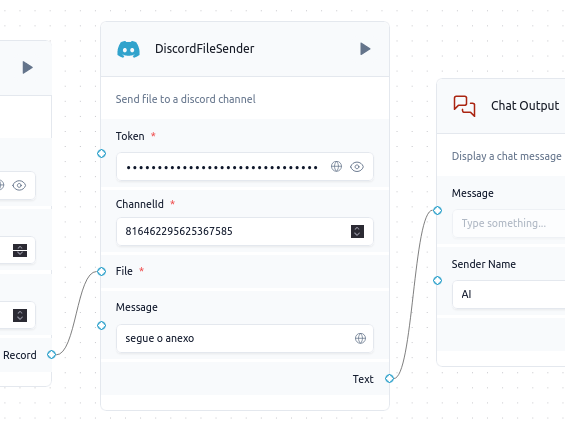 DiscordFileSender
Send file to a discord channel
Token *
••••••••••••••••••••••••••••••
ChannelId *
816462295625367585
File *
Message
segue o anexo
Text
Record
Chat Output
Display a chat message
Message
Type something...
Sender Name
AI